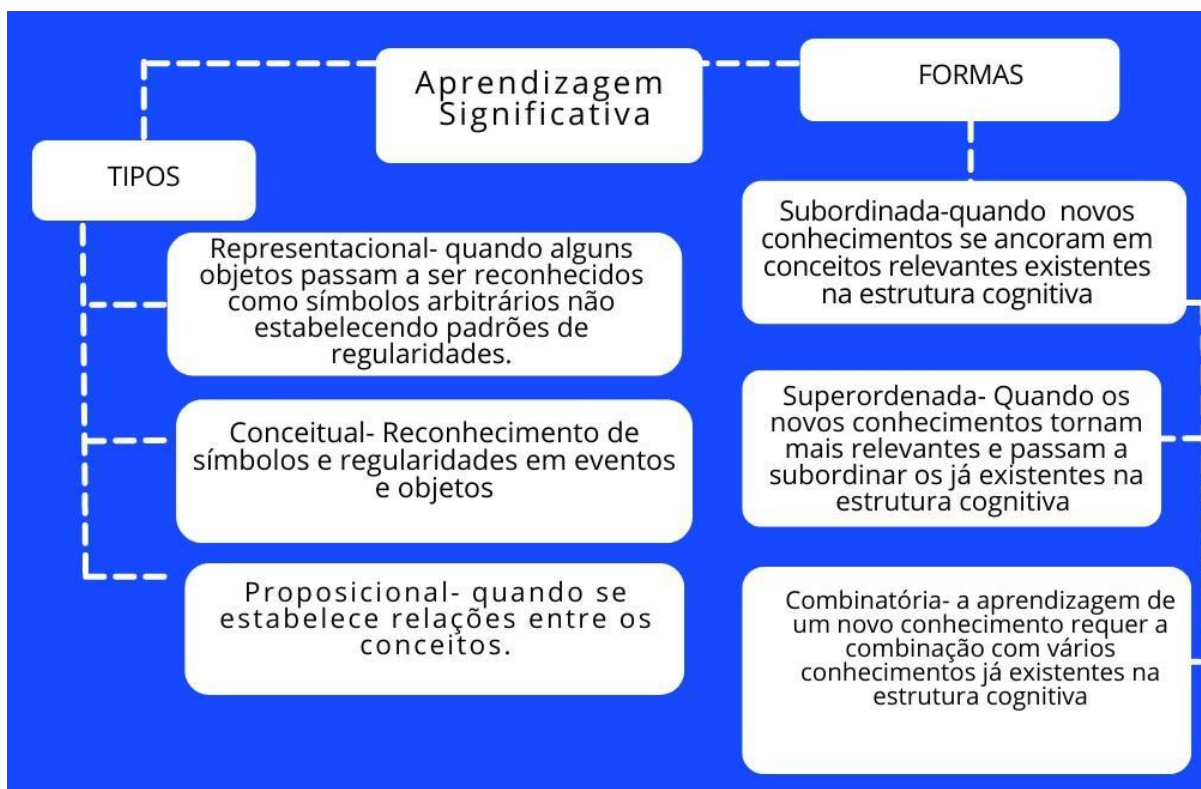 Aprendizagem
Significativa
FORMAS
TIPOS
Representacional- quando alguns
objetos passam a ser reconhecidos
como símbolos arbitrários não
estabelecendo padrões de
regularidades.
Conceitual- Reconhecimento de
símbolos e regularidades em eventos
e objetos
Proposicional- quando se
estabelece relações entre os
conceitos.
Subordinada-quando novos
conhecimentos se ancoram em
conceitos relevantes existentes
na estrutura cognitiva
Superordenada- Quando os
novos conhecimentos tornam
mais relevantes e passam a
subordinar os já existentes na
estrutura cognitiva
Combinatória- a aprendizagem de
um novo conhecimento requer a
combinação com vários
conhecimentos já existentes na
estrutura cognitiva